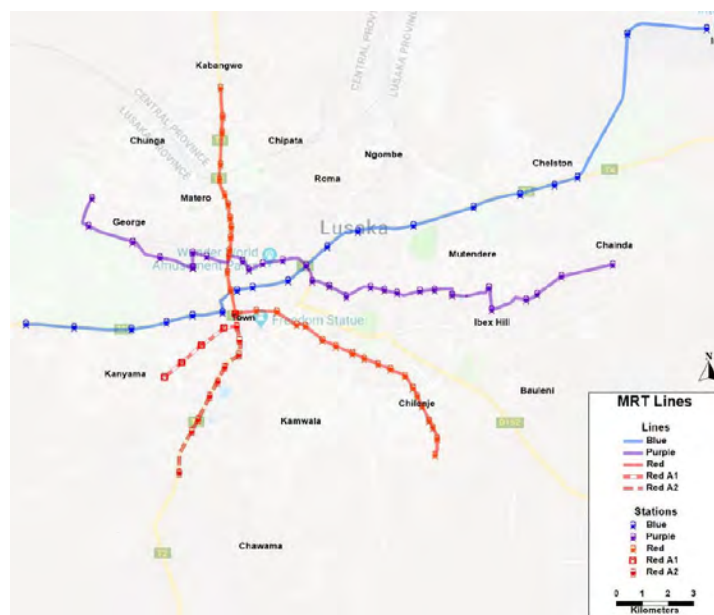 Kabangwo
CENTRAL PROVINCE
LUSAKA PROVINCE
CENTRAL PROVINCE
LUSAKA PROVINCE
Chunga
Chipata
Ngombe
Chelston
Roma
Matero
George
Lusaka
Wonder World
Amusement Pa
Mutendere
Chainda
Town
Freedom Statue
Ibex Hill
Kanyama
Bauleni
Chilenje
Kamwala
Chawama
T2
N
MRT Lines
Lines
Blue
Purple
Red
Red A1
Red A2
Stations
Blue
Purple
Red
Red A1
Red A2
0 1 2 3
Kilometers